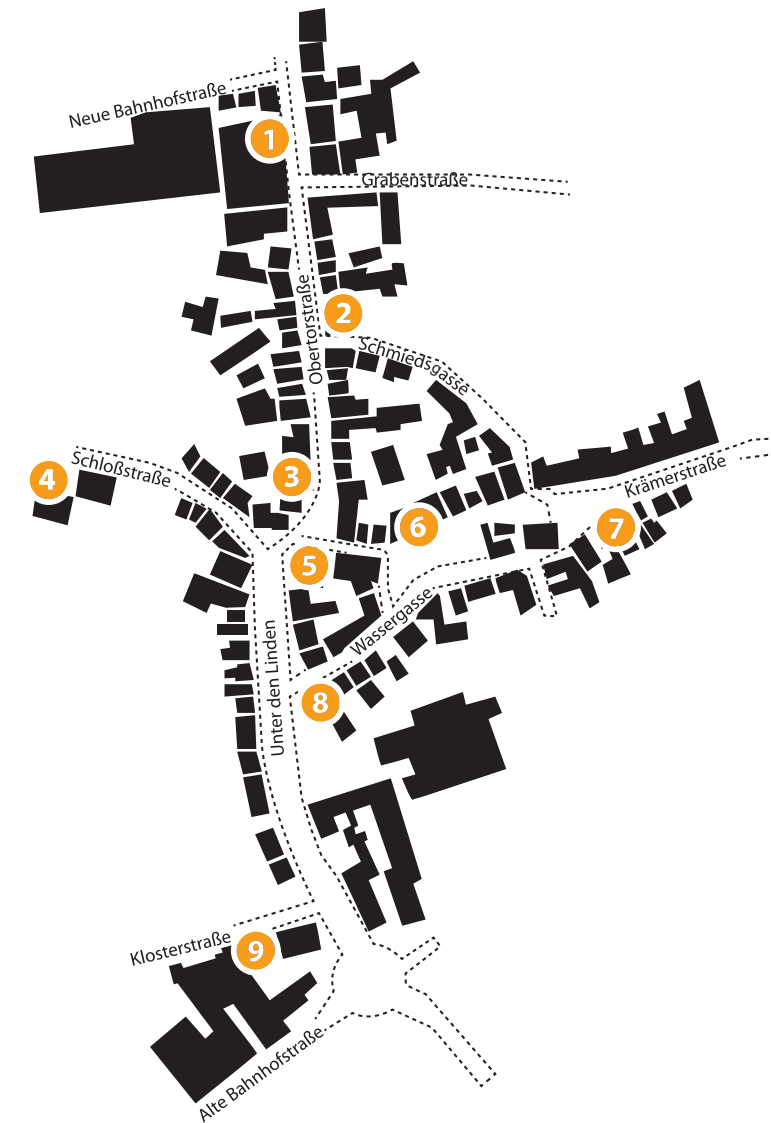 Neue Bahnhofstraße
1
Grabenstraße
Obertorstraße
2
Schmiedsgasse
4
Schloßstraße
3
Krämerstraße
6
7
5
Wassergasse
Unter den Linden
8
Klosterstraße
9
Alte Bahnhofstraße